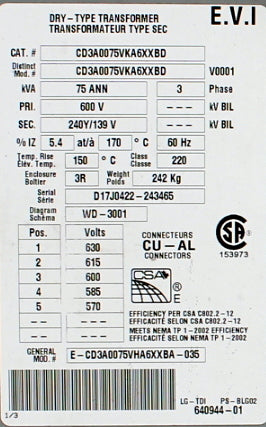 DRY-TYPE TRANSFORMER E.V.I
TRANSFORMATEUR TYPE SEC
CAT. # CD3A0075VKA6XXBD
Distinct Mod. # CD3A0075VKA6XXBD V0001
kVA 75 ANN 3 Phase
PRI. 600 V kV BIL
SEC. 240Y/139 V kV BIL
% IZ 5.4 at/à 170 °C 60 Hz
Temp. Rise Élév. Temp. 150 °C Class Classe 220
Enclosure Boîtier 3R Weight Poids 242 Kg
Serial Série D17J0422-243465
Diagram Schéma WD-3001
Pos. Volts
1 630
2 615
3 600
4 585
5 570
--- ---
--- ---
CONNECTEURS
CU-AL
CONNECTORS
153973
CSA
E
EFFICIENCY PER CSA C802.2-12
EFFICACITÉ SELON CSA C802.2-12
MEETS NEMA TP 1-2002 EFFICIENCY
EFFICACITÉ SELON NEMA TP 1-2002
GENERAL MOD. # E-CD3A0075VHA6XXBA-035
LG-TDI PS-BLG02
1/3 640944-01